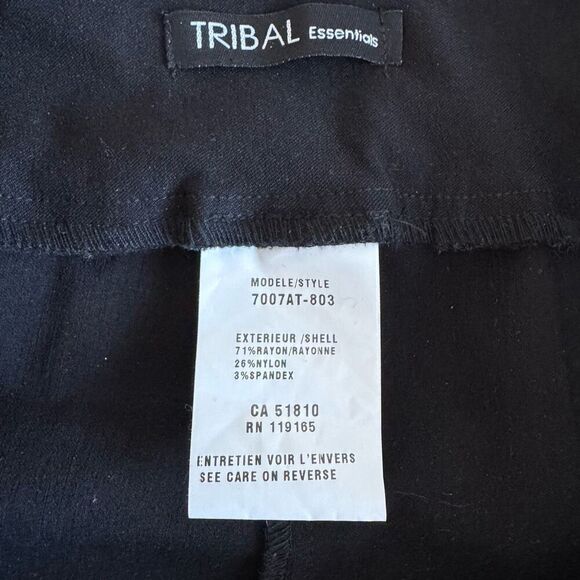 TRIBAL Essentials
MODELE/STYLE
7007AT-803
EXTERIEUR /SHELL
71%RAYON/RAYONNE
26%NYLON
3%SPANDEX
CA 51810
RN 119165
ENTRETIEN VOIR L'ENVERS
SEE CARE ON REVERSE